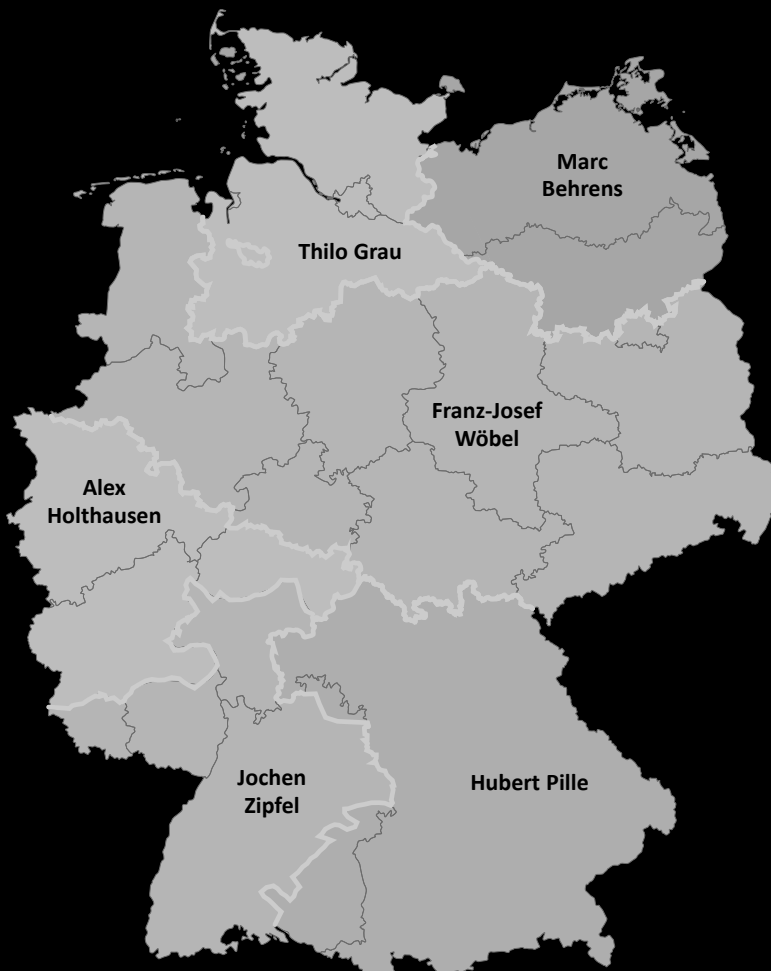 Marc
Behrens
Thilo Grau
Franz-Josef
Wöbel
Alex
Holthausen
Jochen
Zipfel
Hubert Pille